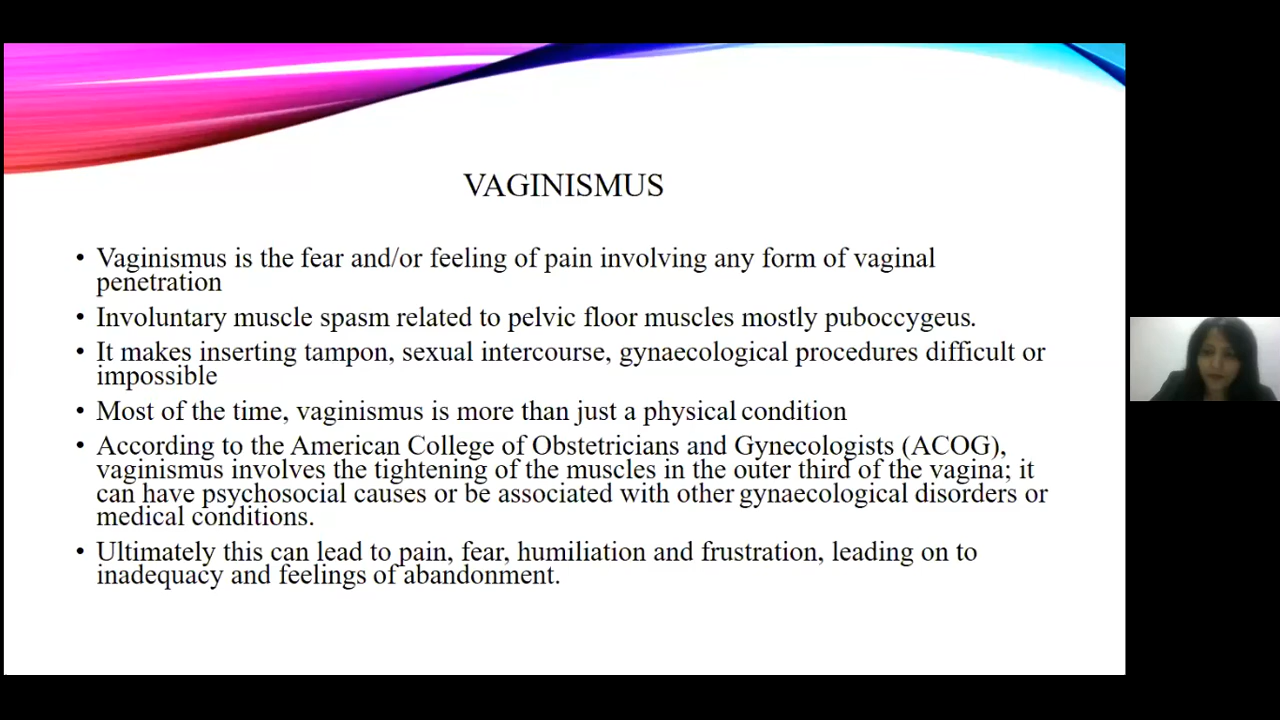 VAGINISMUS
• Vaginismus is the fear and/or feeling of pain involving any form of vaginal
penetration
• Involuntary muscle spasm related to pelvic floor muscles mostly puboccygeus.
• It makes inserting tampon, sexual intercourse, gynaecological procedures difficult or
impossible
• Most of the time, vaginismus is more than just a physical condition
• According to the American College of Obstetricians and Gynecologists (ACOG),
vaginismus involves the tightening of the muscles in the outer third of the vagina; it
can have psychosocial causes or be associated with other gynaecological disorders or
medical conditions.
• Ultimately this can lead to pain, fear, humiliation and frustration, leading on to
inadequacy and feelings of abandonment.